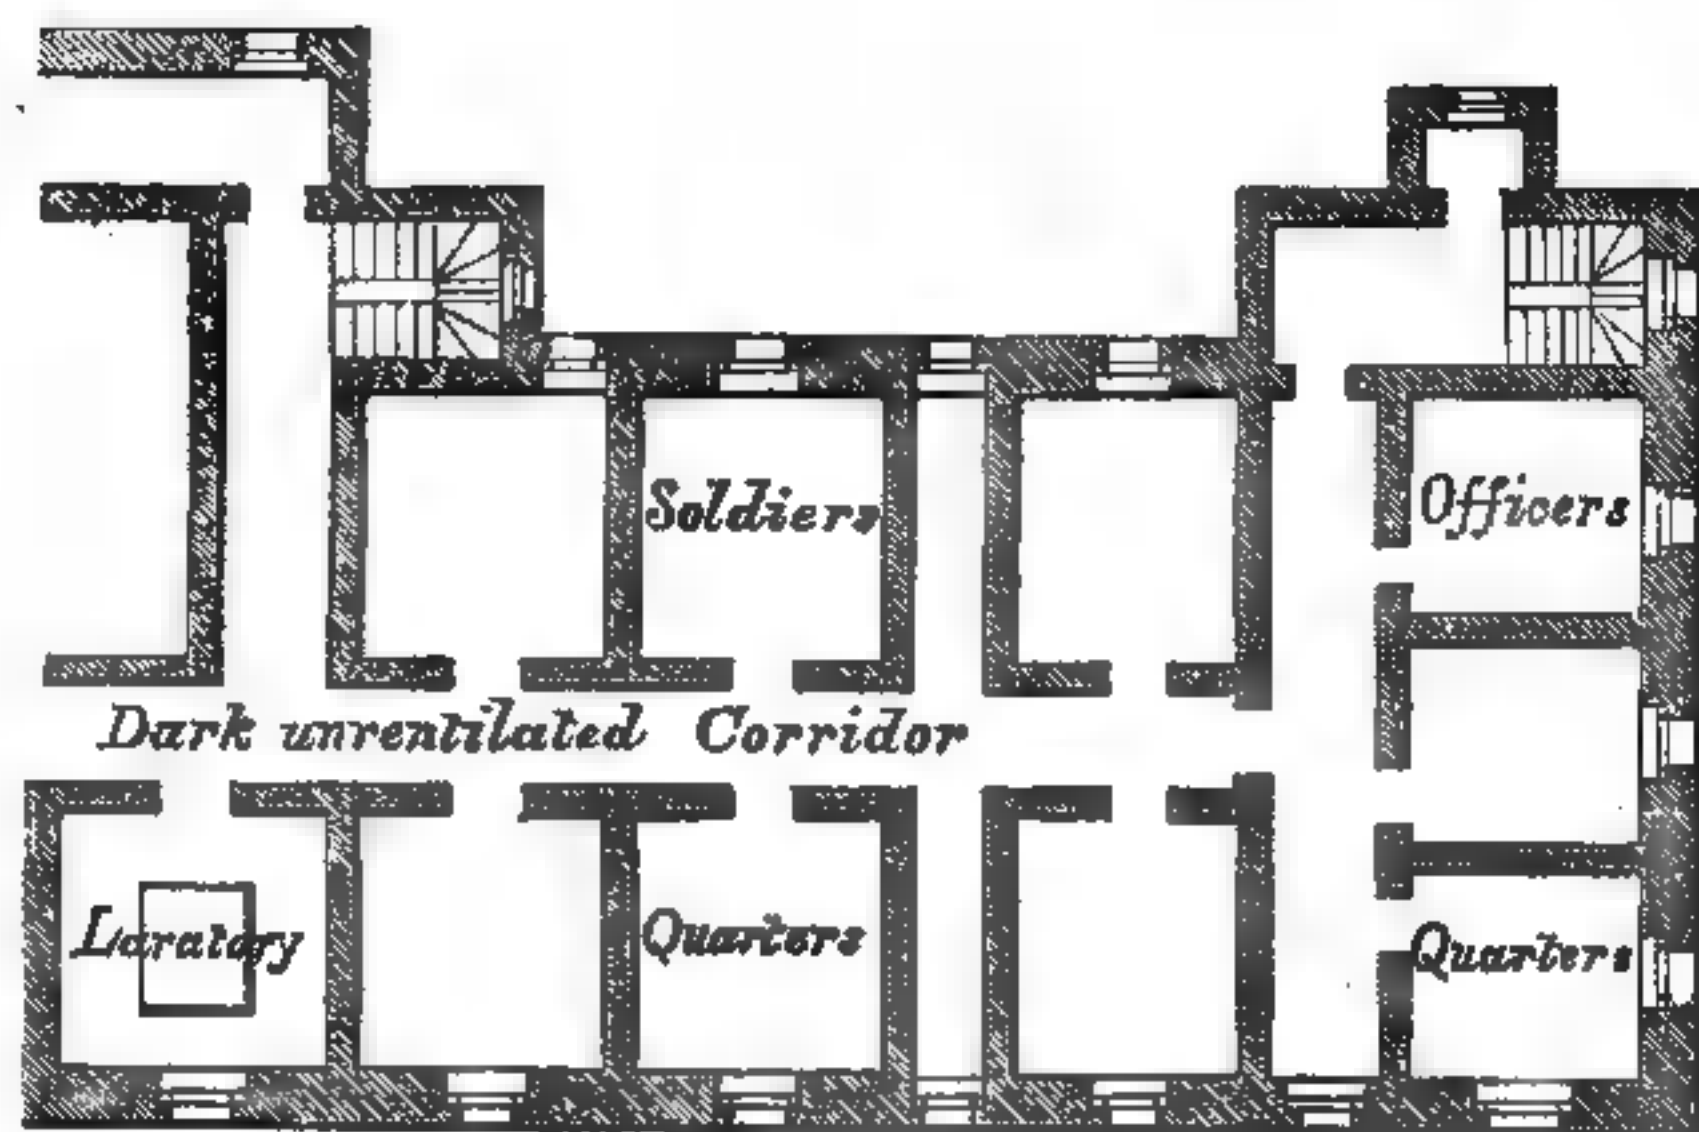 Soldiers
Officers
Dark unventilated Corridor
Lavatory
Quarters
Quarters